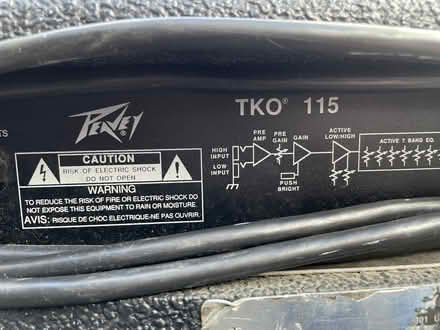 PEAVEY®
TKO® 115
TS
CAUTION
RISK OF ELECTRIC SHOCK
DO NOT OPEN
WARNING
TO REDUCE THE RISK OF FIRE OR ELECTRIC SHOCK DO
NOT EXPOSE THIS EQUIPMENT TO RAIN OR MOISTURE.
AVIS: RISQUE DE CHOC ELECTRIQUE-NE PAS OUVRIR.
HIGH
INPUT
LOW
INPUT
PRE
AMP
PRE
GAIN
GAIN
PUSH
BRIGHT
ACTIVE
LOW/HIGH
ACTIVE 7 BAND EQ